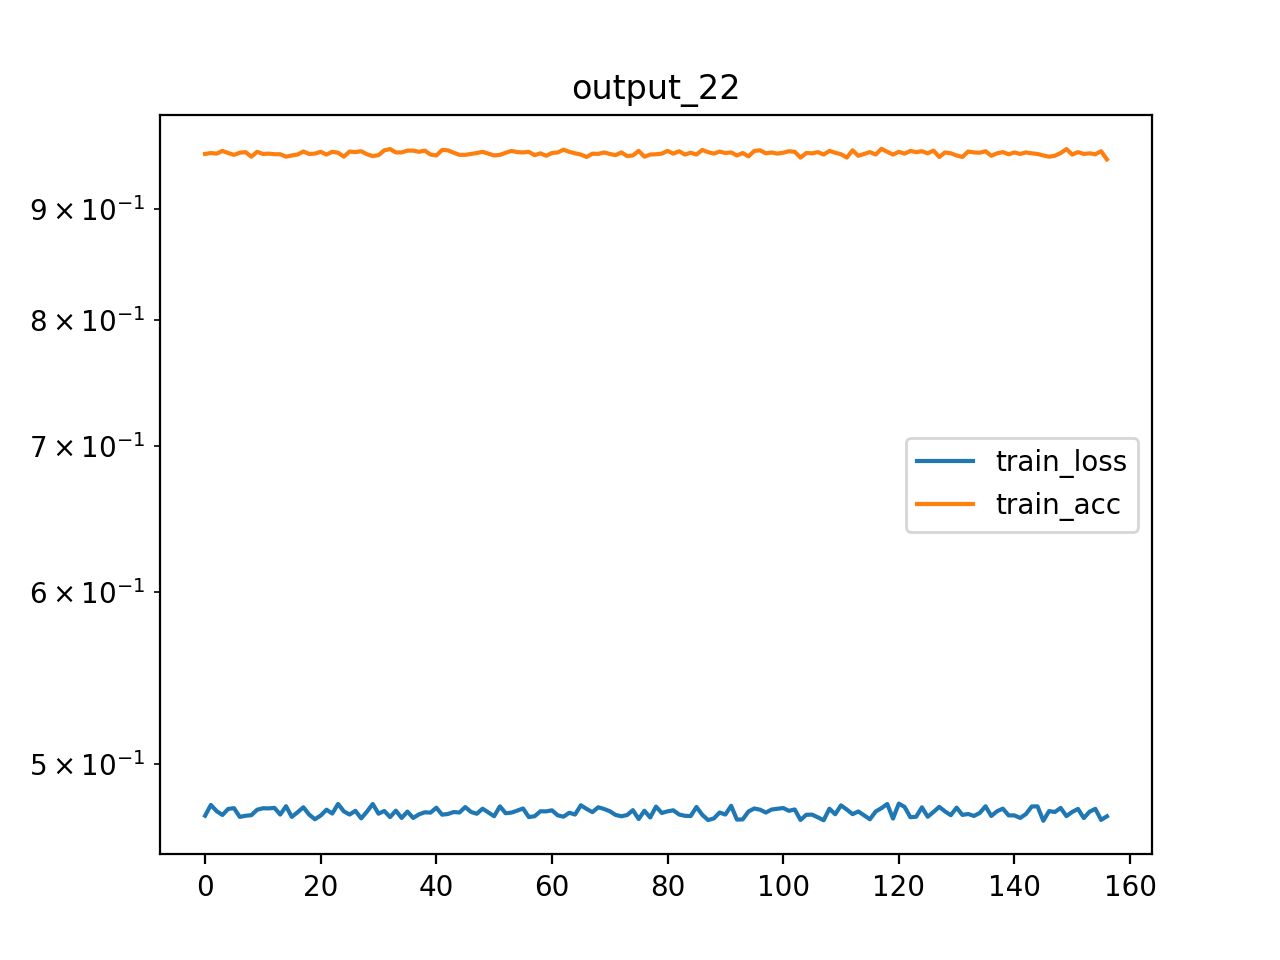 output_22
9 × 10⁻¹
8 × 10⁻¹
7 × 10⁻¹
6 × 10⁻¹
5 × 10⁻¹
train_loss
train_acc
0 20 40 60 80 100 120 140 160